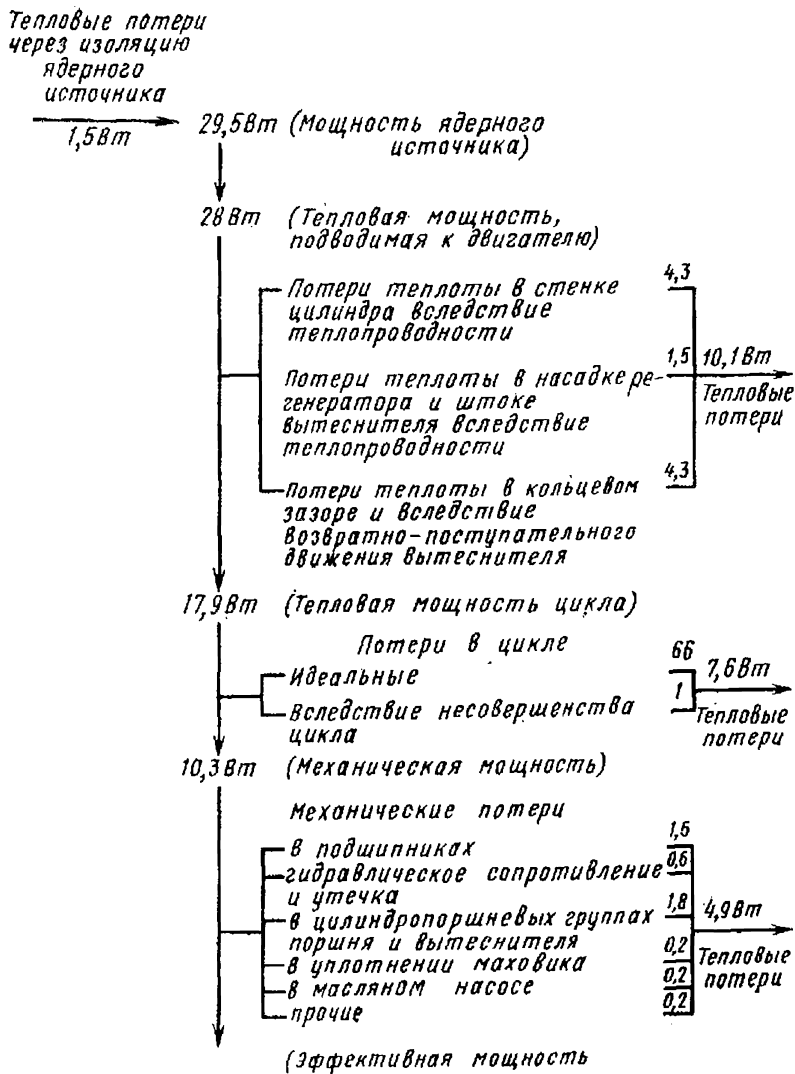 Тепловые потери
через изоляцию
ядерного
источника
1,5Вт
29,5Вт (Мощность ядерного
источника)
28Вт (Тепловая мощность,
подводимая к двигателю)
Потери теплоты в стенке
цилиндра вследствие
теплопроводности
4,3
Потери теплоты в насадке ре-
генератора и штоке
вытеснителя вследствие
теплопроводности
1,5
10,1Вт
Тепловые
потери
Потери теплоты в кольцевом
зазоре и вследствие
возвратно-поступательного
движения вытеснителя
4,3
17,9Вт (Тепловая мощность цикла)
Потери в цикле
66
Идеальные
1
7,6Вт
Тепловые
потери
Вследствие несовершенства
цикла
10,3Вт (Механическая мощность)
Механические потери
в подшипниках
1,5
гидравлическое сопротивление
и утечка
0,6
в цилиндропоршневых группах
поршня и вытеснителя
1,8
4,9Вт
Тепловые
потери
в уплотнении маховика
0,2
в масляном насосе
0,2
прочие
0,2
(Эффективная мощность